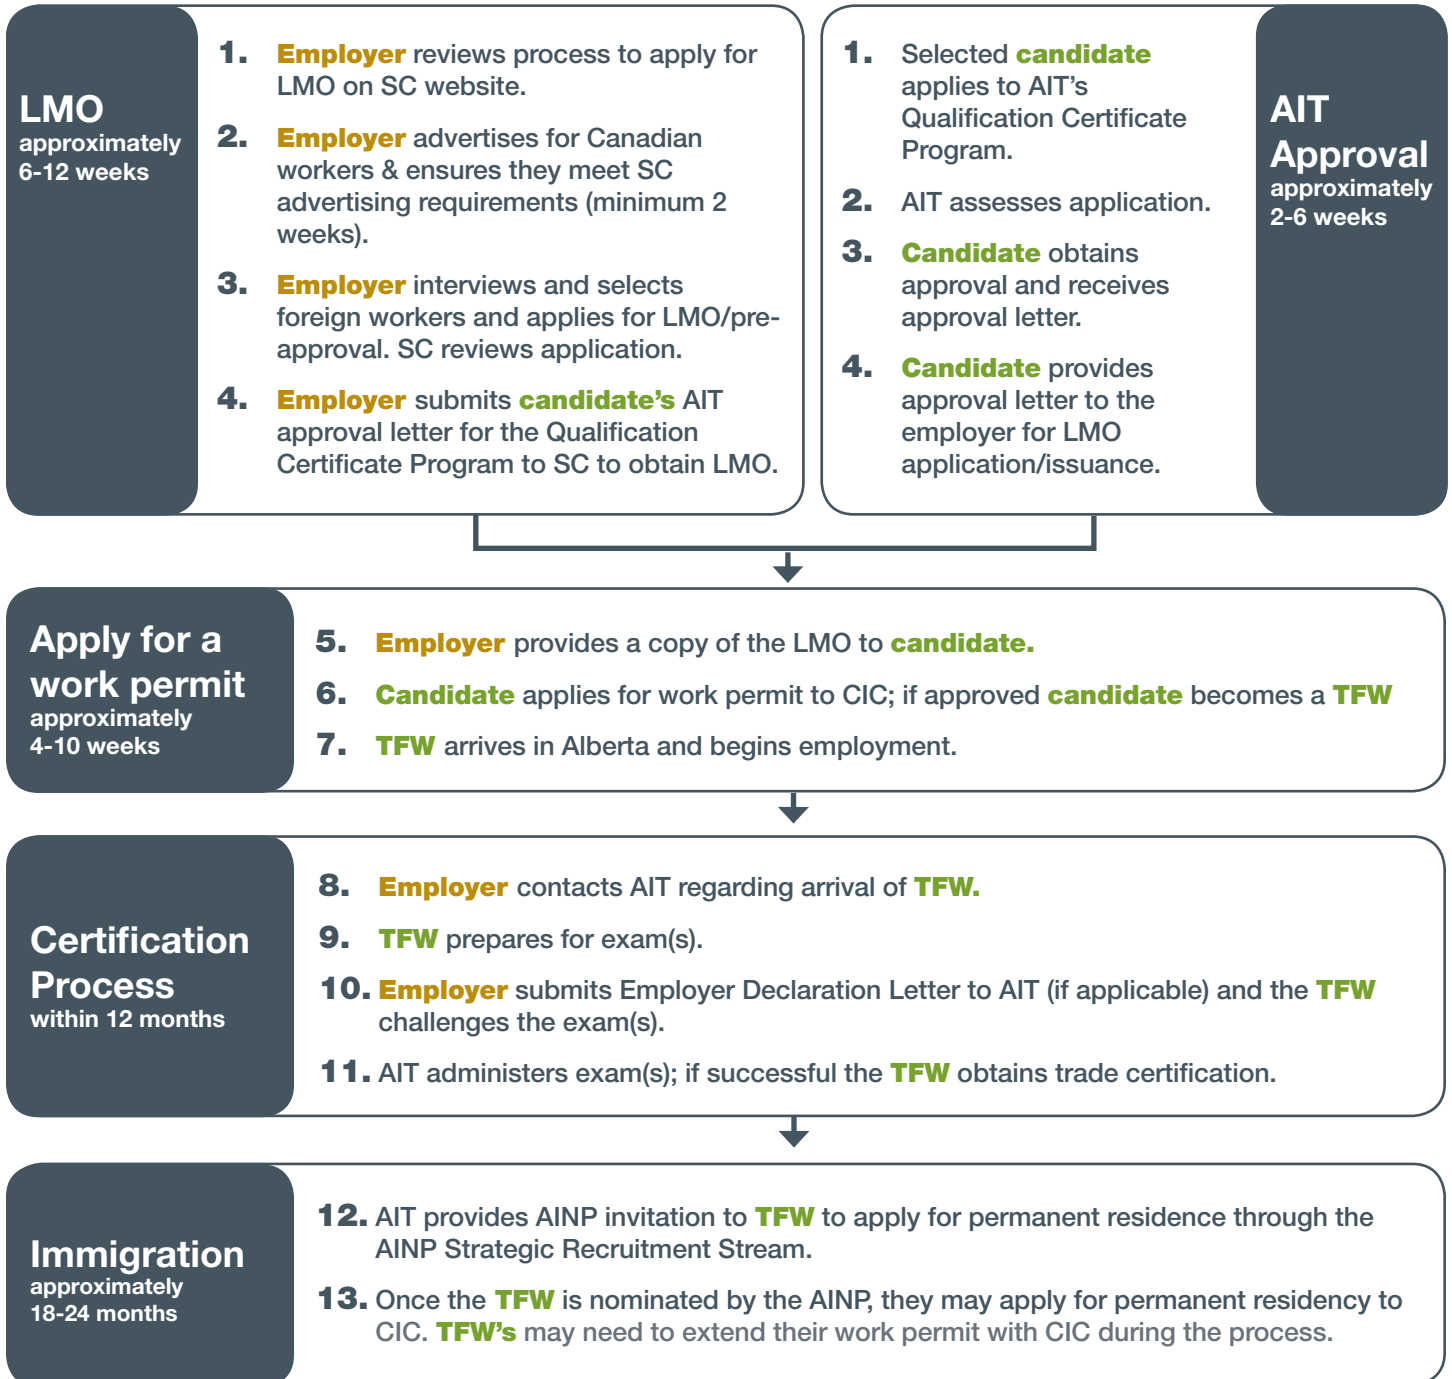 LMO
approximately
6-12 weeks
1. Employer reviews process to apply for
LMO on SC website.
2. Employer advertises for Canadian
workers & ensures they meet SC
advertising requirements (minimum 2
weeks).
3. Employer interviews and selects
foreign workers and applies for LMO/pre-
approval. SC reviews application.
4. Employer submits candidate's AIT
approval letter for the Qualification
Certificate Program to SC to obtain LMO.
1. Selected candidate
applies to AIT's
Qualification Certificate
Program.
2. AIT assesses application.
3. Candidate obtains
approval and receives
approval letter.
4. Candidate provides
approval letter to the
employer for LMO
application/issuance.
AIT
Approval
approximately
2-6 weeks
Apply for a
work permit
approximately
4-10 weeks
5. Employer provides a copy of the LMO to candidate.
6. Candidate applies for work permit to CIC; if approved candidate becomes a TFW
7. TFW arrives in Alberta and begins employment.
Certification
Process
within 12 months
8. Employer contacts AIT regarding arrival of TFW.
9. TFW prepares for exam(s).
10. Employer submits Employer Declaration Letter to AIT (if applicable) and the TFW
challenges the exam(s).
11. AIT administers exam(s); if successful the TFW obtains trade certification.
Immigration
approximately
18-24 months
12. AIT provides AINP invitation to TFW to apply for permanent residence through the
AINP Strategic Recruitment Stream.
13. Once the TFW is nominated by the AINP, they may apply for permanent residency to
CIC. TFW's may need to extend their work permit with CIC during the process.